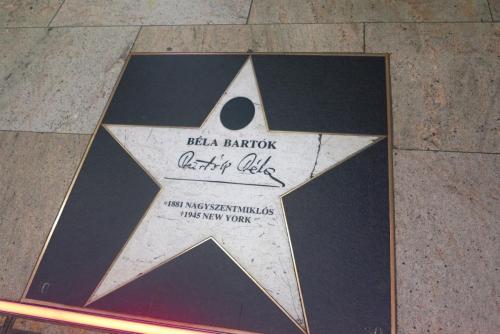 BÉLA BARTÓK
Bartók Béla
*1881 NAGYSZENTMIKLÓS
†1945 NEW YORK